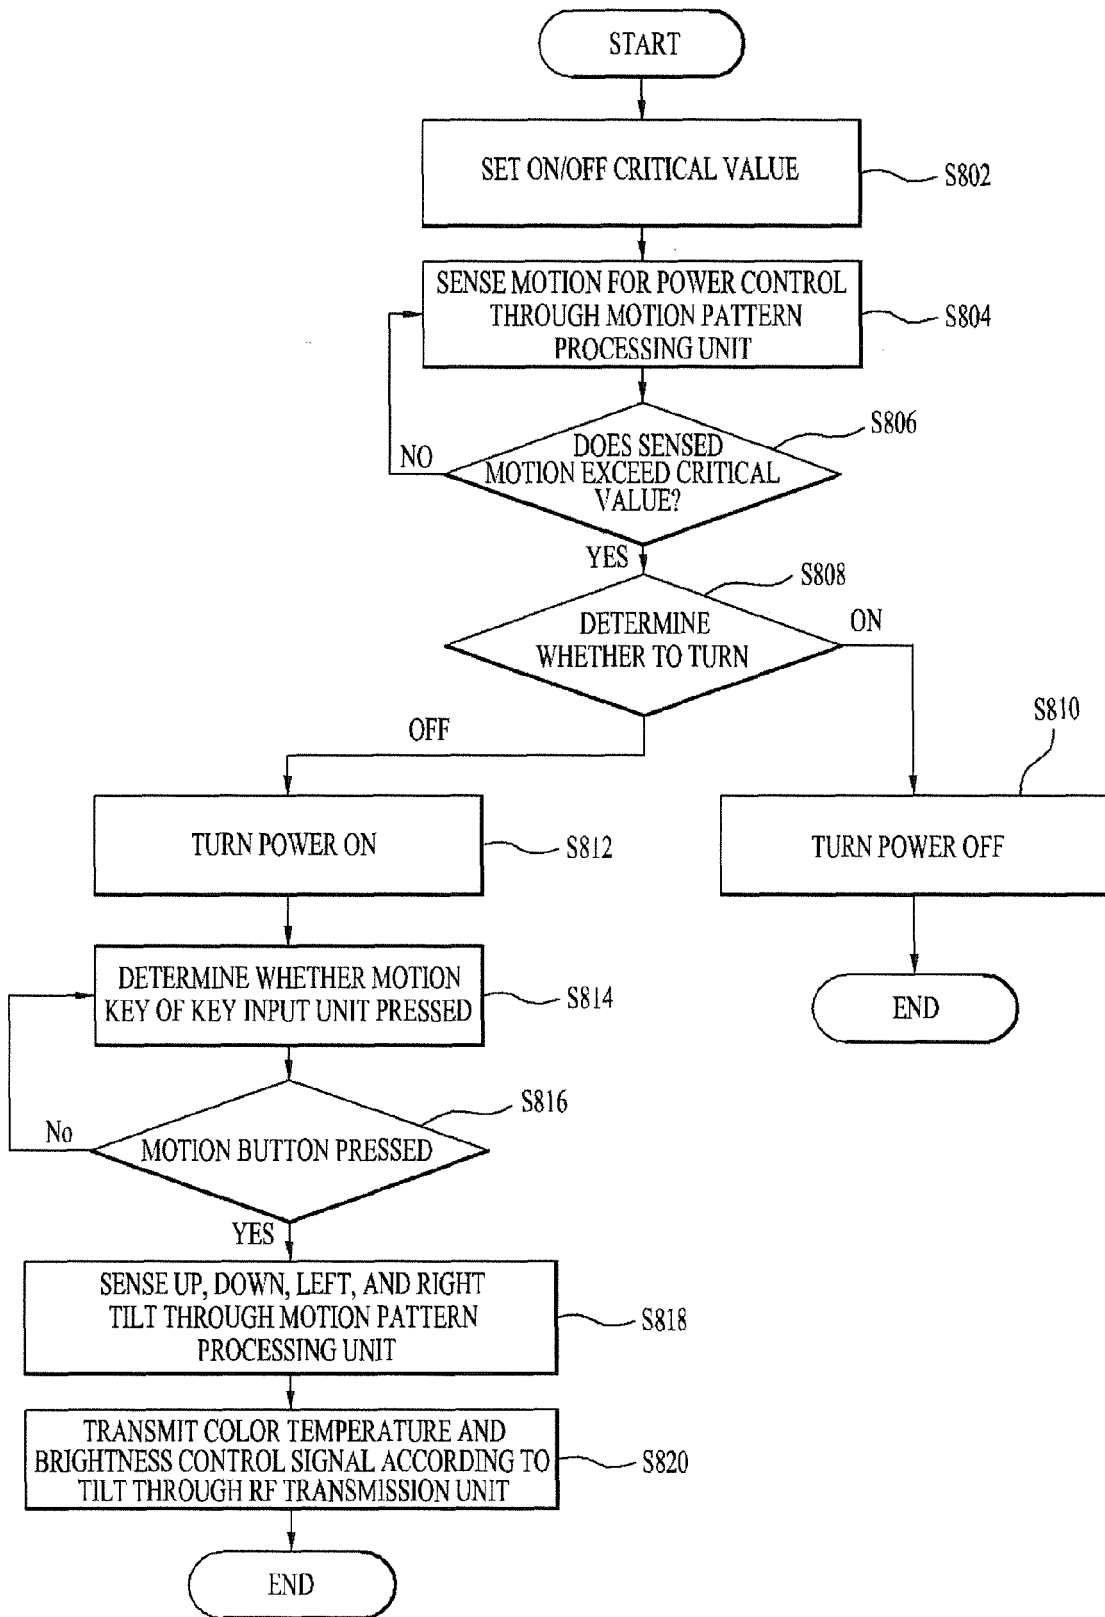 START
SET ON/OFF CRITICAL VALUE
S802
SENSE MOTION FOR POWER CONTROL
THROUGH MOTION PATTERN
PROCESSING UNIT
S804
DOES SENSED
MOTION EXCEED CRITICAL
VALUE?
S806
NO
YES
DETERMINE
WHETHER TO TURN
S808
ON
OFF
S810
TURN POWER ON
S812
TURN POWER OFF
DETERMINE WHETHER MOTION
KEY OF KEY INPUT UNIT PRESSED
S814
END
S816
No
MOTION BUTTON PRESSED
YES
SENSE UP, DOWN, LEFT, AND RIGHT
TILT THROUGH MOTION PATTERN
PROCESSING UNIT
S818
TRANSMIT COLOR TEMPERATURE AND
BRIGHTNESS CONTROL SIGNAL ACCORDING TO
TILT THROUGH RF TRANSMISSION UNIT
S820
END